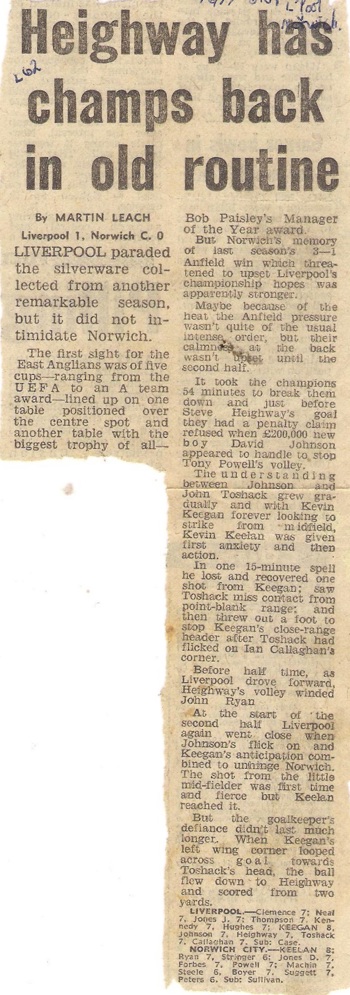 L'Pool
Norwich.
L62
Heighway has
champs back
in old routine
By MARTIN LEACH
Liverpool 1, Norwich C. 0
LIVERPOOL paraded
the silverware col-
lected from another
remarkable season,
but it did not in-
timidate Norwich.
The first sight for the
East Anglians was of five
cups—ranging from the
UEFA to an A team
award—lined up on one
table positioned over
the centre spot and
another table with the
biggest trophy of all—
Bob Paisley's Manager
of the Year award.
But Norwich's memory
of last season's 3—1
Anfield win which threa-
tened to upset Liverpool's
championship hopes was
apparently stronger.
Maybe because of the
heat the Anfield pressure
wasn't quite of the usual
intense order, but their
calmness at the back
wasn't upset until the
second half.
It took the champions
54 minutes to break them
down and just before
Steve Heighway's goal
they had a penalty claim
refused when £200,000 new
boy David Johnson
appeared to handle to stop
Tony Powell's volley.
The understanding
between Johnson and
John Toshack grew gra-
dually and with Kevin
Keegan forever looking to
strike from midfield,
Kevin Keelan was given
first anxiety and then
action.
In one 15-minute spell
he lost and recovered one
shot from Keegan; saw
Toshack miss contact from
point-blank range; and
then threw out a foot to
stop Keegan's close-range
header after Toshack had
flicked on Ian Callaghan's
corner.
Before half time, as
Liverpool drove forward,
Heighway's volley winded
John Ryan
At the start of the
second half Liverpool
again went close when
Johnson's flick on and
Keegan's anticipation com-
bined to unhinge Norwich.
The shot from the little
mid-fielder was first time
and fierce but Keelan
reached it.
But the goalkeeper's
defiance didn't last much
longer. When Keegan's
left wing corner looped
across goal towards
Toshack's head, the ball
flew down to Heighway
and scored from two
yards.
LIVERPOOL.—Clemence 7; Neal
7, Jones J. 7; Thompson 7, Ken-
nedy 7, Hughes 7; KEEGAN 8,
Johnson 7, Heighway 7, Toshack
7, Callaghan 7. Sub: Case.
NORWICH CITY.—KEELAN 8;
Ryan 7, Stringer 6; Jones D. 7,
Forbes 7, Powell 7; Machin 7,
Steele 6, Boyer 7, Suggett 7,
Peters 6. Sub: Sullivan.